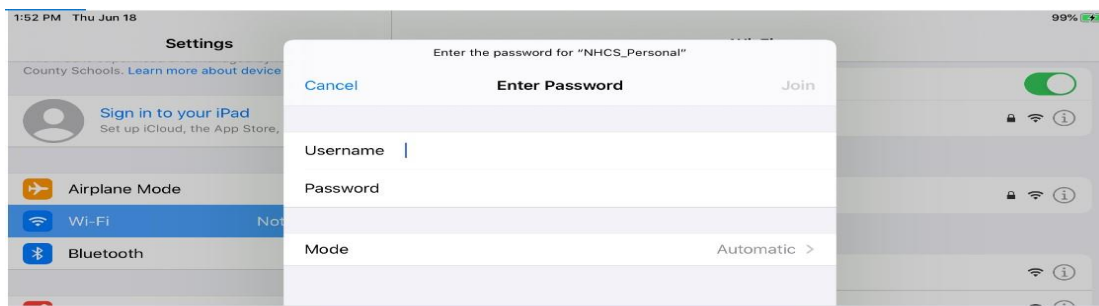 1:52 PM Thu Jun 18
99%
Settings
Enter the password for “NHCS_Personal”
County Schools. Learn more about device
Cancel
Enter Password
Join
Sign in to your iPad
Set up iCloud, the App Store,
Username
Airplane Mode
Password
Wi-Fi
Not
Bluetooth
Mode
Automatic >